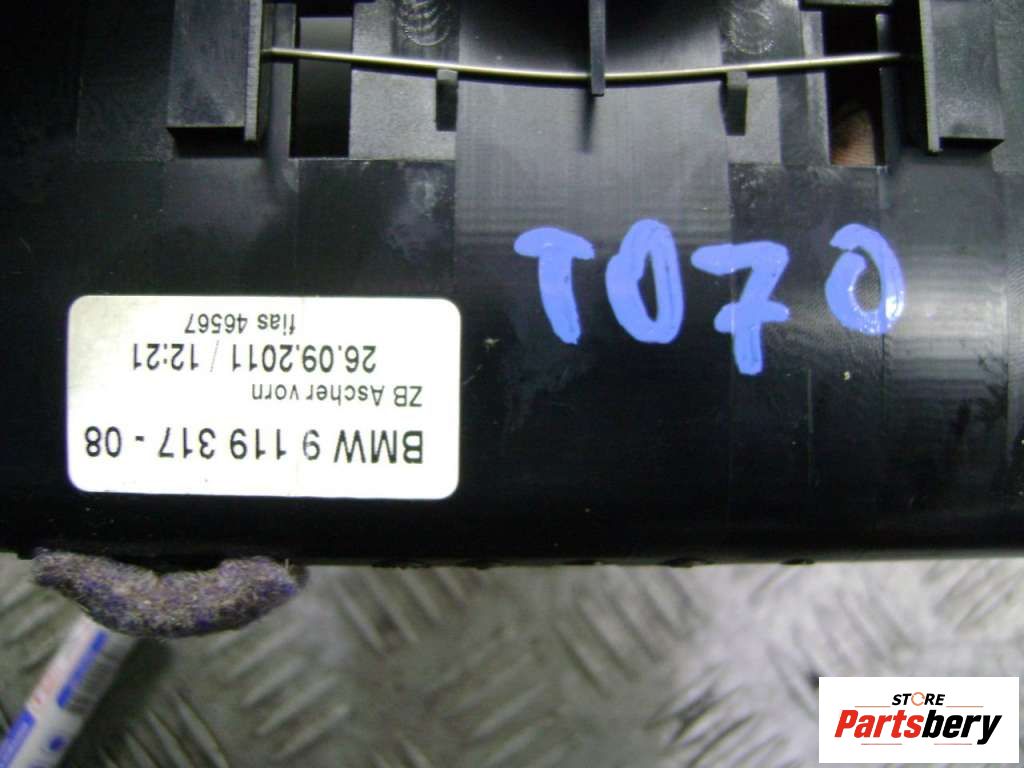 T070
BMW 9 119 317 - 08
ZB Ascher vorn
26.09.2011 / 12:21
fias 46567
STORE
Partsbery